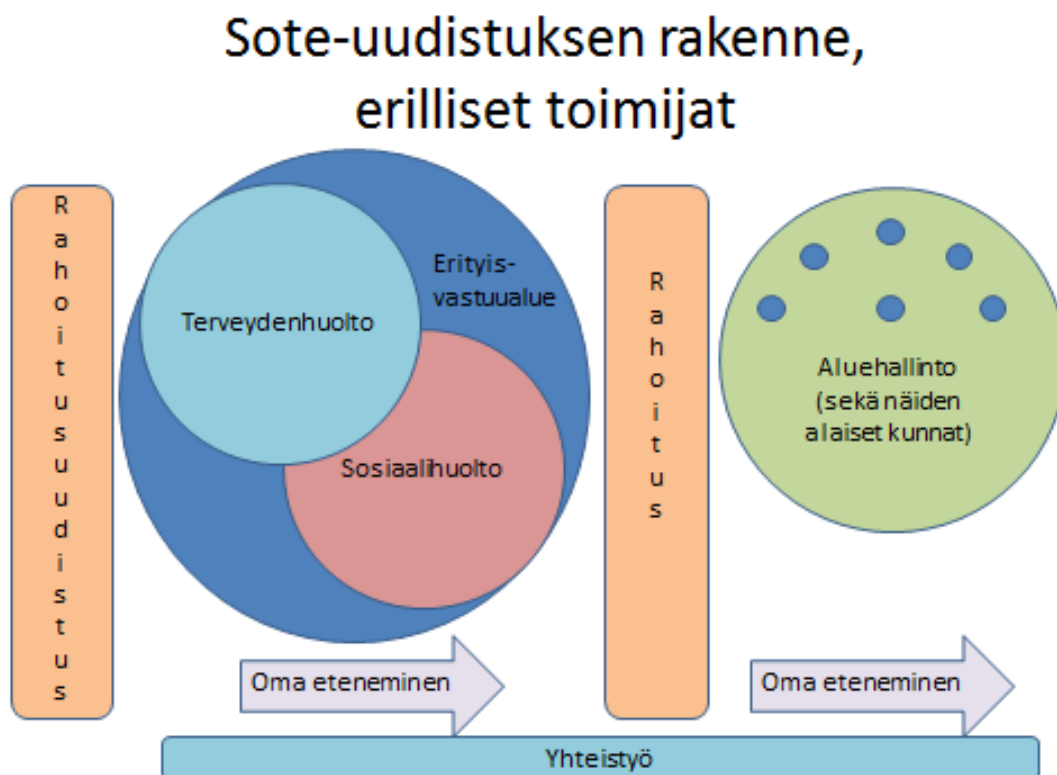 Sote-uudistuksen rakenne,
erilliset toimijat
Rahoitusuudistus
Terveydenhuolto
Erityis-
vastuualue
Sosiaalihuolto
Oma eteneminen
Rahoitus
Aluehallinto
(sekä näiden
alaiset kunnat)
Oma eteneminen
Yhteistyö